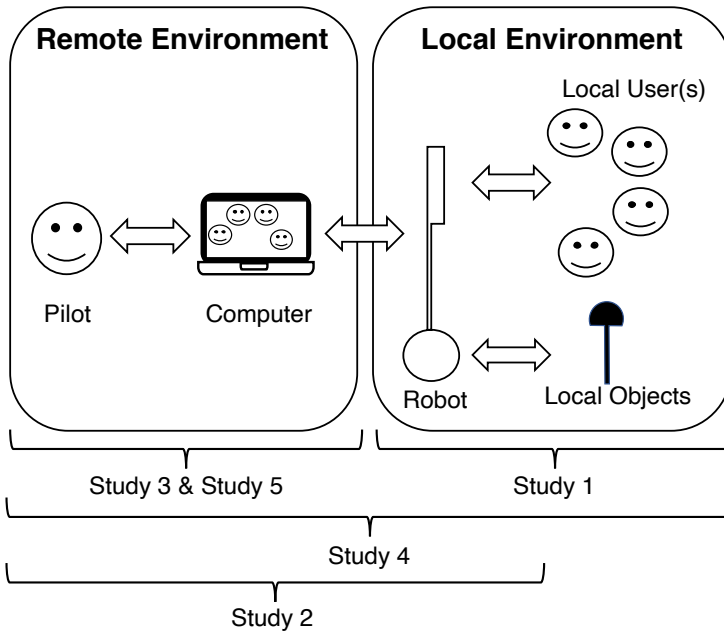 Remote Environment
Local Environment
Local User(s)
Pilot
Computer
Robot
Local Objects
Study 3 & Study 5
Study 1
Study 4
Study 2